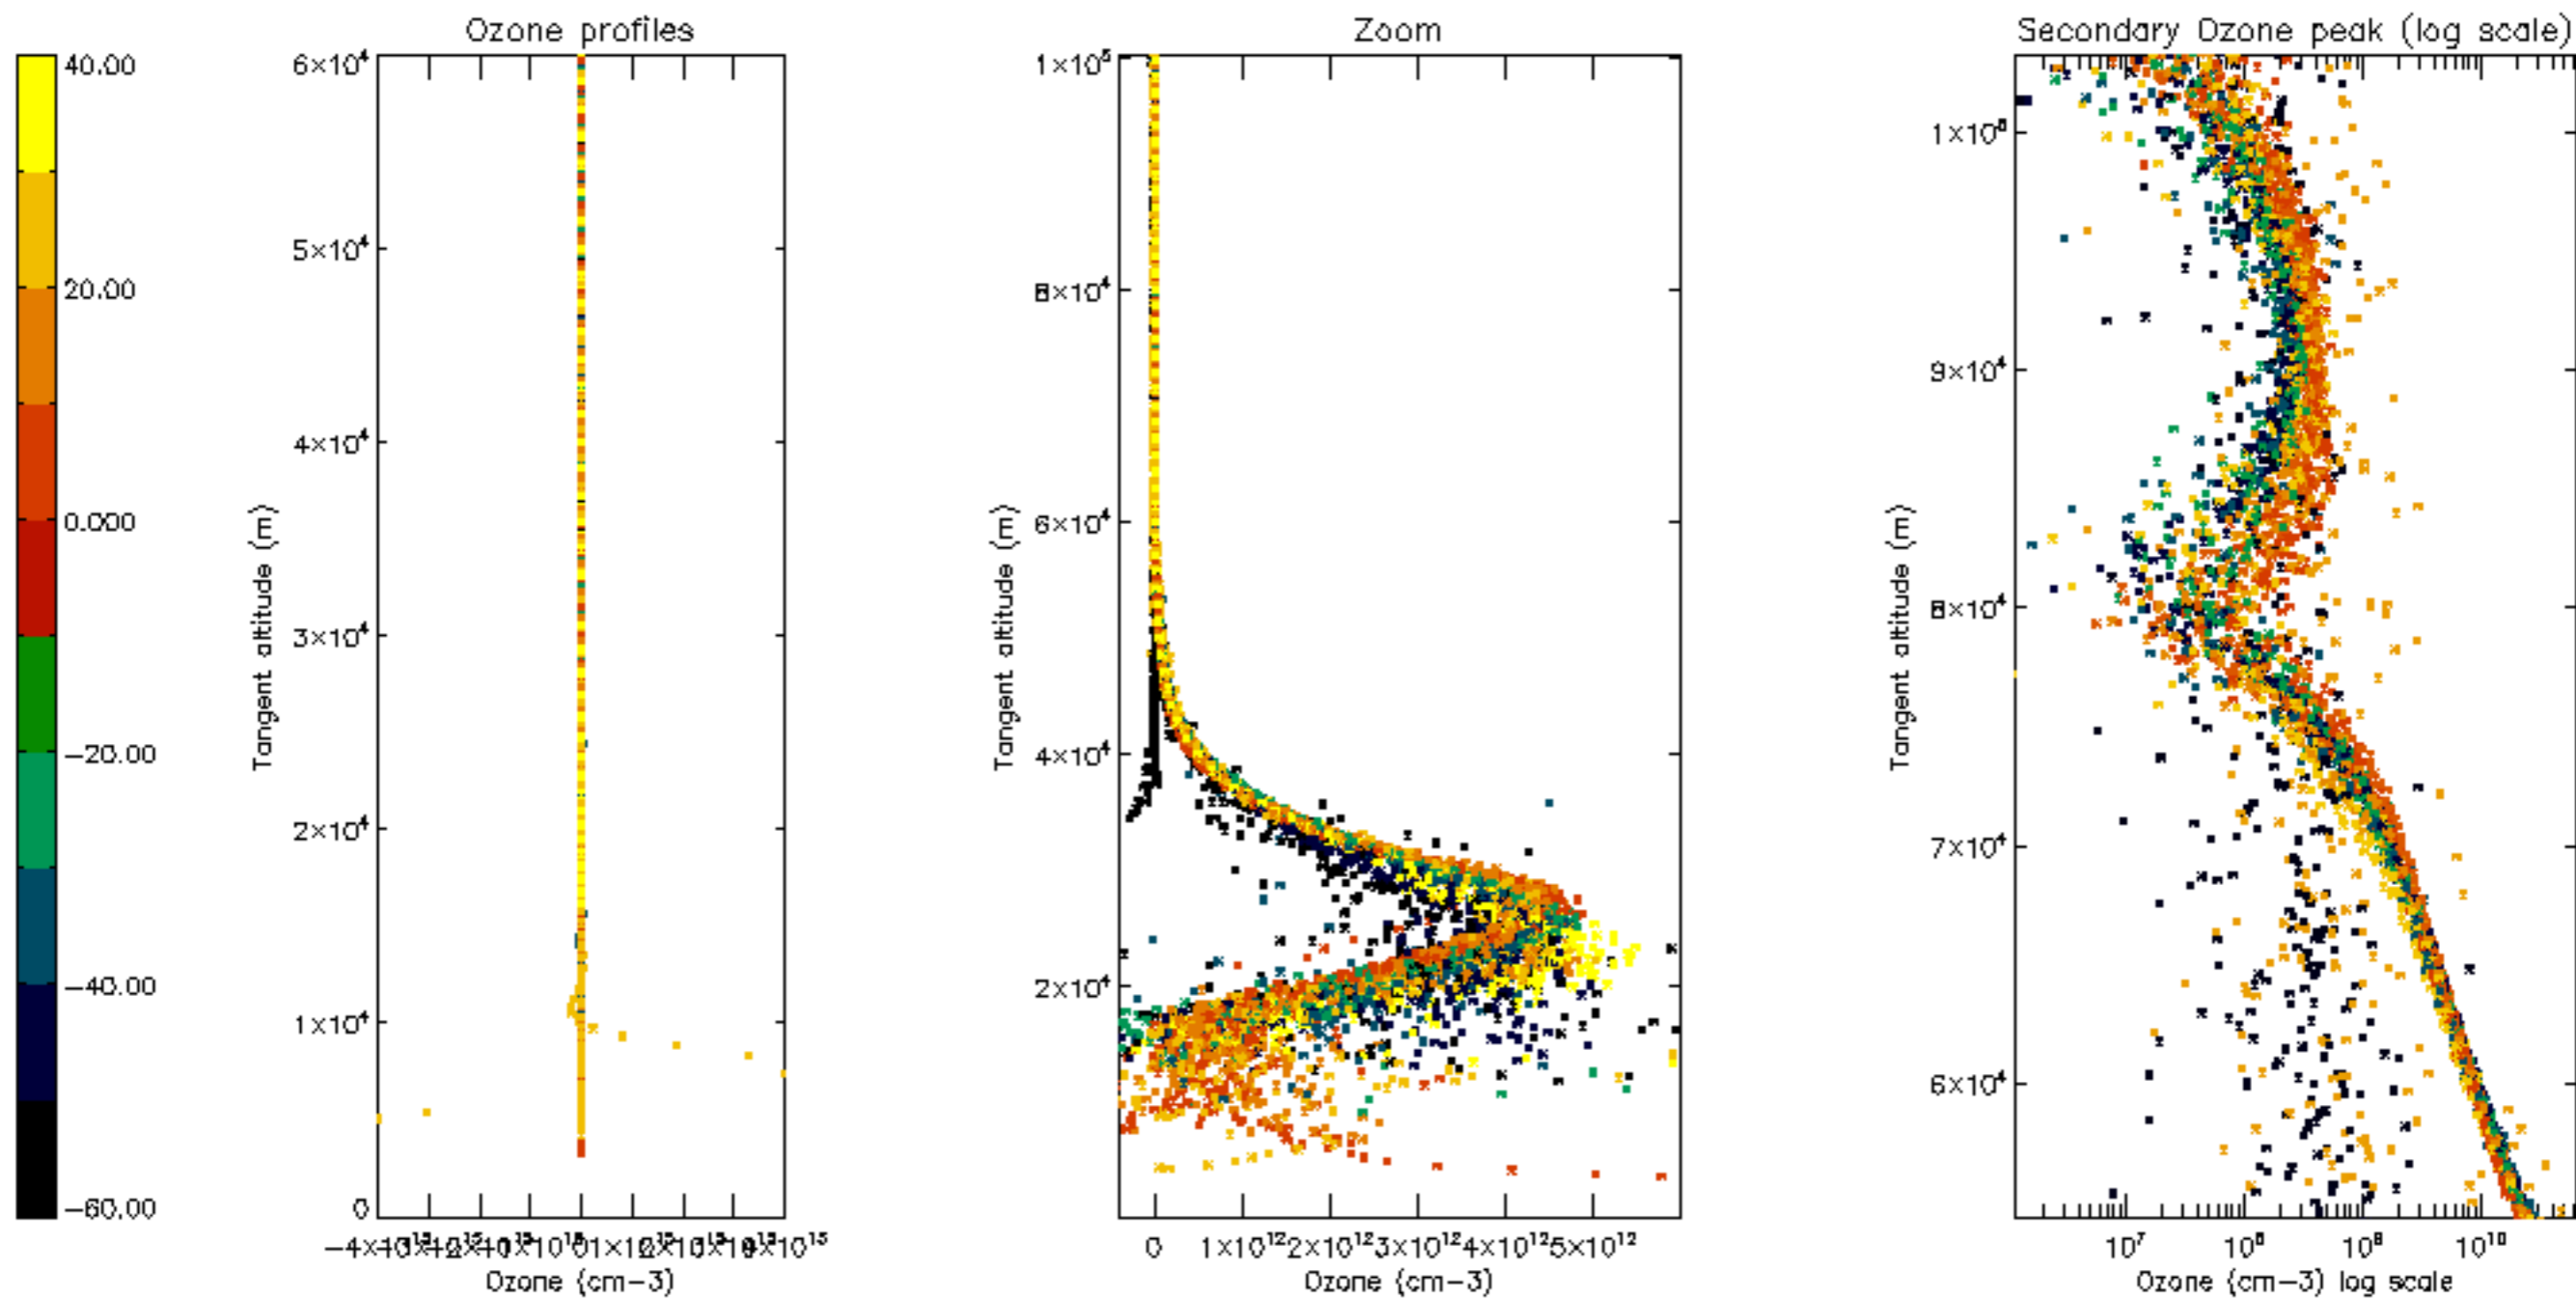 Ozone profiles
Zoom
Secondary Ozone peak (log scale)
40.00
20.00
0.000
−20.00
−40.00
−60.00
6×10⁴
5×10⁴
4×10⁴
3×10⁴
2×10⁴
1×10⁴
0
Tangent altitude (m)
Ozone (cm−3)
1×10⁵
8×10⁴
6×10⁴
4×10⁴
2×10⁴
Tangent altitude (m)
0 1×10¹² 2×10¹² 3×10¹² 4×10¹² 5×10¹²
Ozone (cm−3)
9×10⁴
8×10⁴
7×10⁴
6×10⁴
Tangent altitude (m)
10⁷ 10⁸ 10⁹ 10¹⁰
Ozone (cm−3) log scale